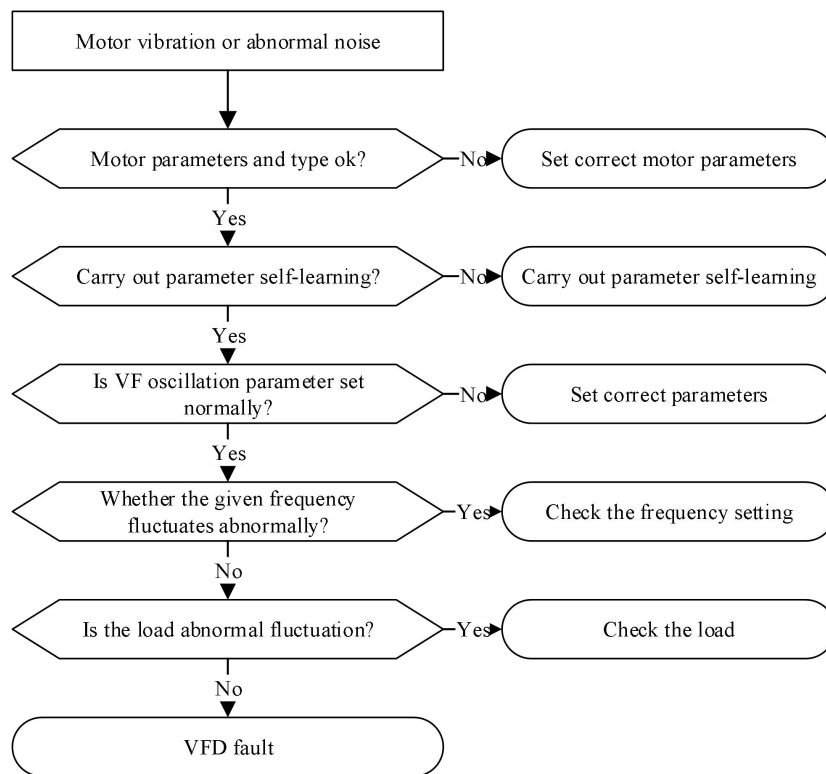 Motor vibration or abnormal noise
Motor parameters and type ok?
No
Set correct motor parameters
Yes
Carry out parameter self-learning?
No
Carry out parameter self-learning
Yes
Is VF oscillation parameter set
normally?
No
Set correct parameters
Yes
Whether the given frequency
fluctuates abnormally?
Yes
Check the frequency setting
No
Is the load abnormal fluctuation?
Yes
Check the load
No
VFD fault